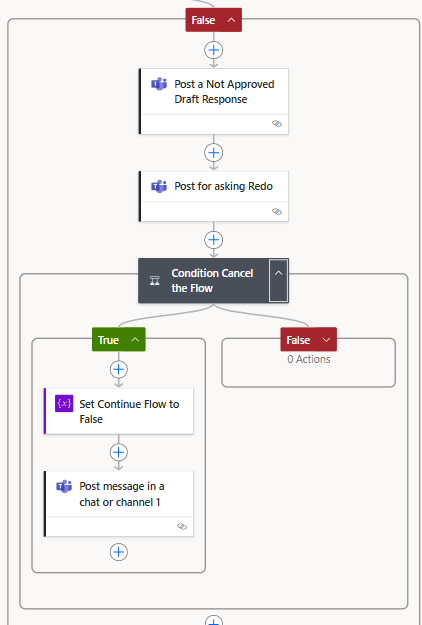 False
Post a Not Approved
Draft Response
Post for asking Redo
Condition Cancel
the Flow
True
False
0 Actions
{x}
Set Continue Flow to
False
Post message in a
chat or channel 1